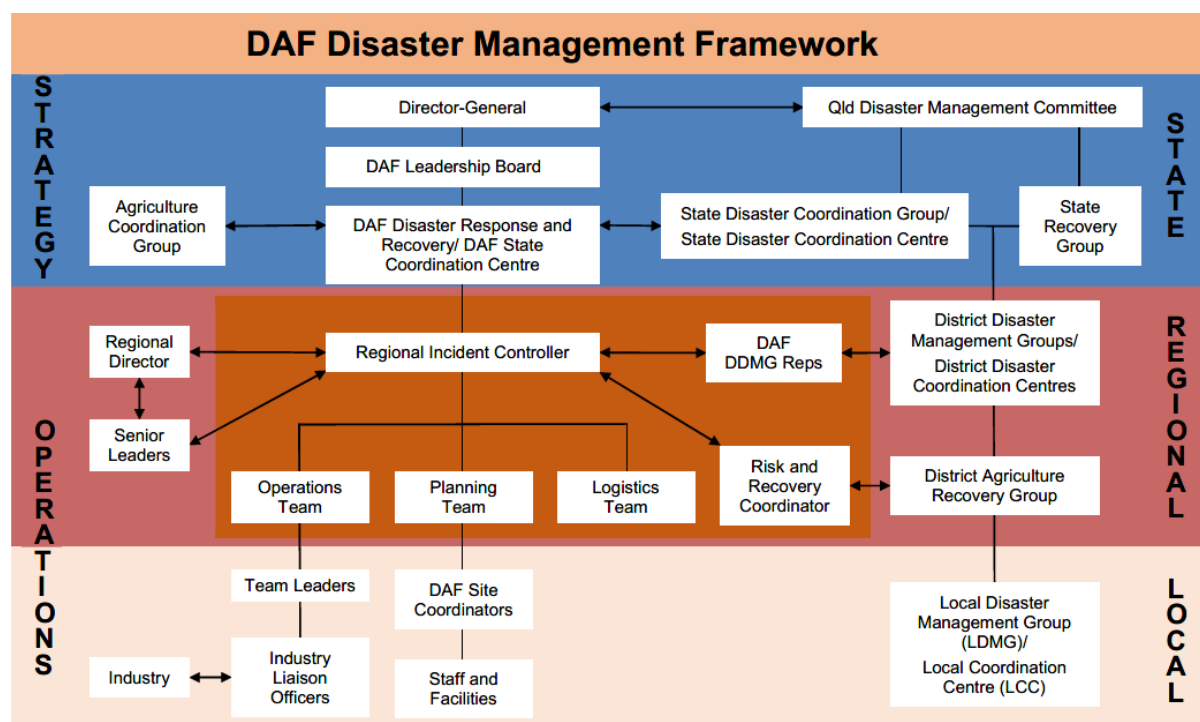 DAF Disaster Management Framework
STRATEGY
STATE
Director-General
Qld Disaster Management Committee
DAF Leadership Board
Agriculture
Coordination
Group
DAF Disaster Response and
Recovery/ DAF State
Coordination Centre
State Disaster Coordination Group/
State Disaster Coordination Centre
State
Recovery
Group
OPERATIONS
REGIONAL
Regional
Director
Regional Incident Controller
DAF
DDMG Reps
District Disaster
Management Groups/
District Disaster
Coordination Centres
Senior
Leaders
Operations
Team
Planning
Team
Logistics
Team
Risk and
Recovery
Coordinator
District Agriculture
Recovery Group
LOCAL
Team Leaders
DAF Site
Coordinators
Local Disaster
Management Group
(LDMG)/
Local Coordination
Centre (LCC)
Industry
Industry
Liaison
Officers
Staff and
Facilities